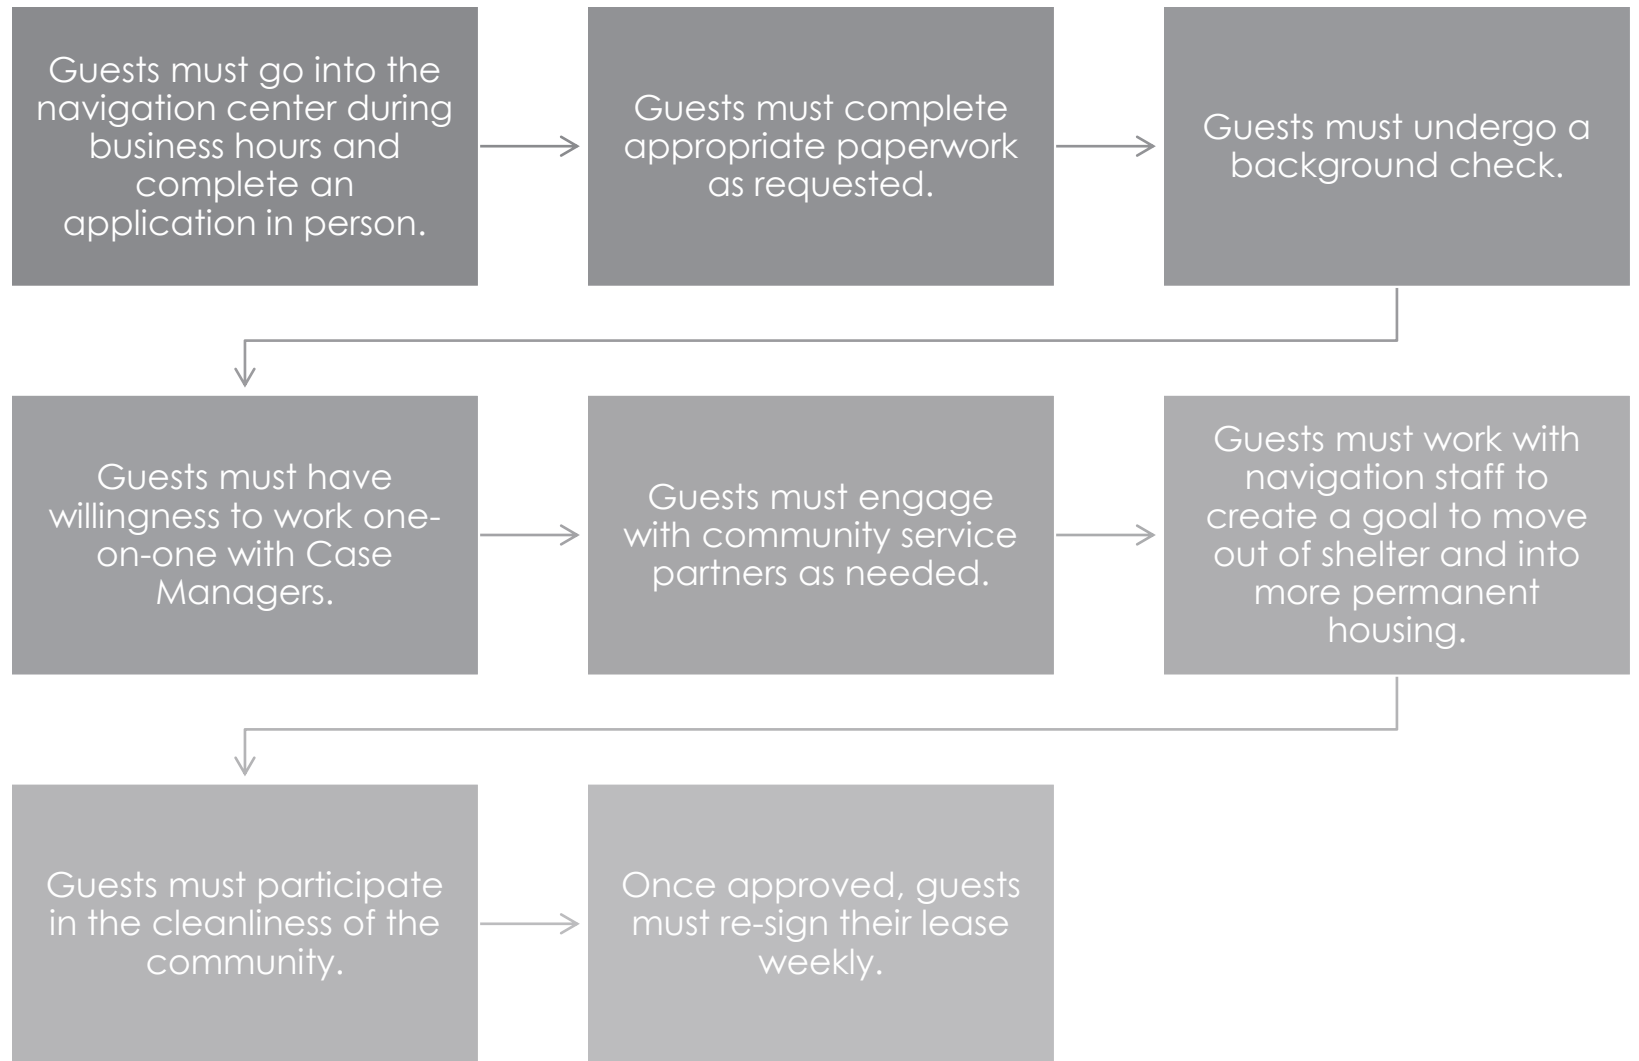 Guests must go into the
navigation center during
business hours and
complete an
application in person.
Guests must complete
appropriate paperwork
as requested.
Guests must undergo a
background check.
Guests must have
willingness to work one-
on-one with Case
Managers.
Guests must engage
with community service
partners as needed.
Guests must work with
navigation staff to
create a goal to move
out of shelter and into
more permanent
housing.
Guests must participate
in the cleanliness of the
community.
Once approved, guests
must re-sign their lease
weekly.